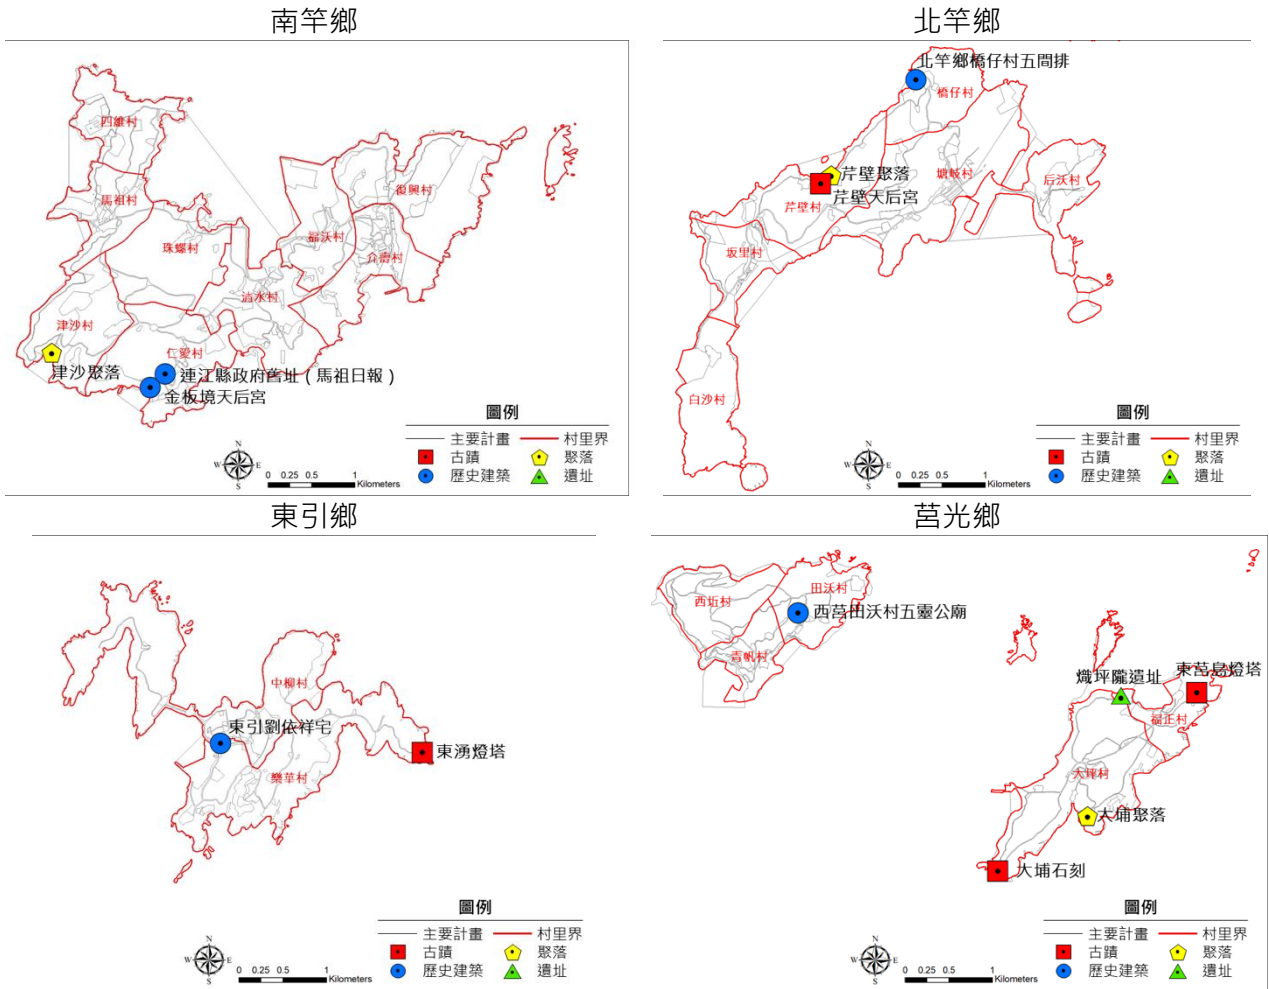 南竿鄉
四維村
馬祖村
珠螺村
復興村
福沃村
介壽村
清水村
津沙村
仁愛村
津沙聚落
連江縣政府舊址（馬祖日報）
金板境天后宮
圖例
主要計畫 村里界
古蹟 聚落
歷史建築 遺址
N
W E
S
0 0.25 0.5 1
Kilometers
北竿鄉
北竿鄉橋仔村五間排
橋仔村
芹壁聚落
塘岐村
后沃村
芹壁天后宮
芹壁村
坂里村
白沙村
圖例
主要計畫 村里界
古蹟 聚落
歷史建築 遺址
N
W E
S
0 0.25 0.5 1
Kilometers
東引鄉
中柳村
東引劉依祥宅
東湧燈塔
樂華村
圖例
主要計畫 村里界
古蹟 聚落
歷史建築 遺址
N
W E
S
0 0.25 0.5 1
Kilometers
莒光鄉
田沃村
西坵村
西莒田沃村五靈公廟
青帆村
熾坪隴遺址
東莒島燈塔
福正村
大坪村
大埔聚落
大埔石刻
圖例
主要計畫 村里界
古蹟 聚落
歷史建築 遺址
N
W E
S
0 0.25 0.5 1
Kilometers